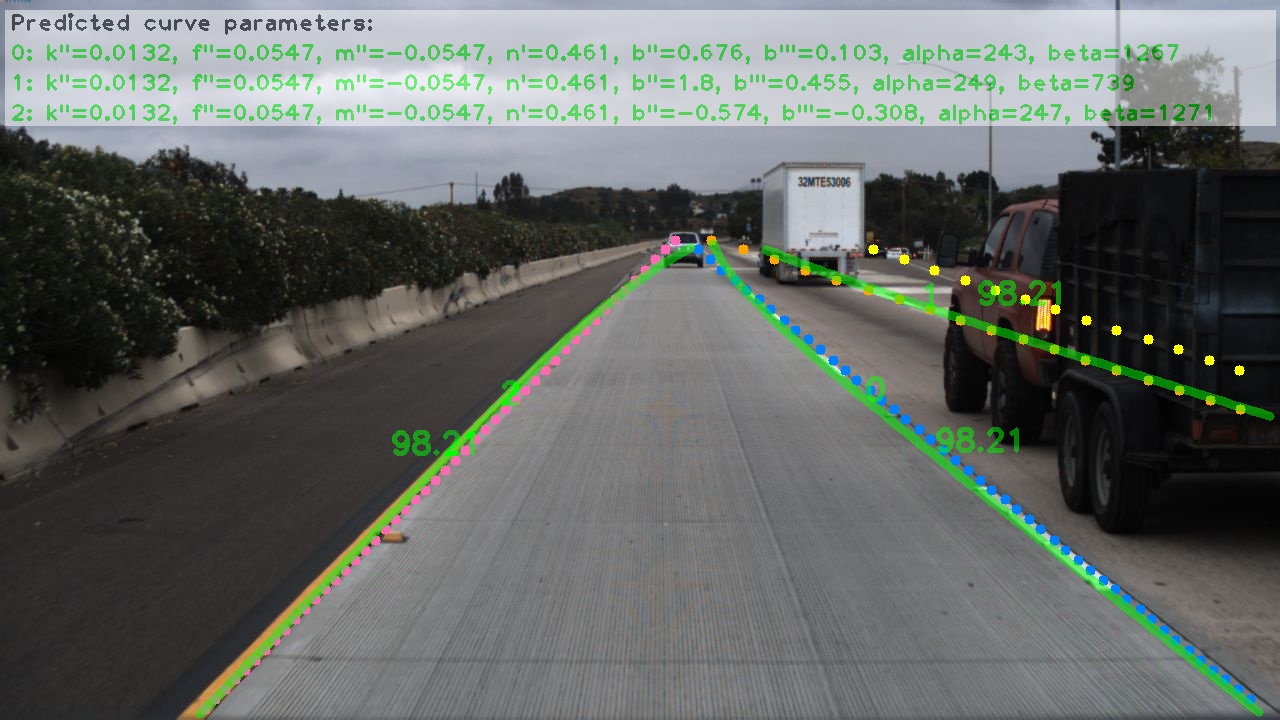 Predicted curve parameters:
0: k''=0.0132, f''=0.0547, m''=−0.0547, n'=0.461, b''=0.676, b'''=0.103, alpha=243, beta=1267
1: k''=0.0132, f''=0.0547, m''=−0.0547, n'=0.461, b''=1.8, b'''=0.455, alpha=249, beta=739
2: k''=0.0132, f''=0.0547, m''=−0.0547, n'=0.461, b''=−0.574, b'''=−0.308, alpha=247, beta=1271
32MTE53006
1 98.21
0
98.21